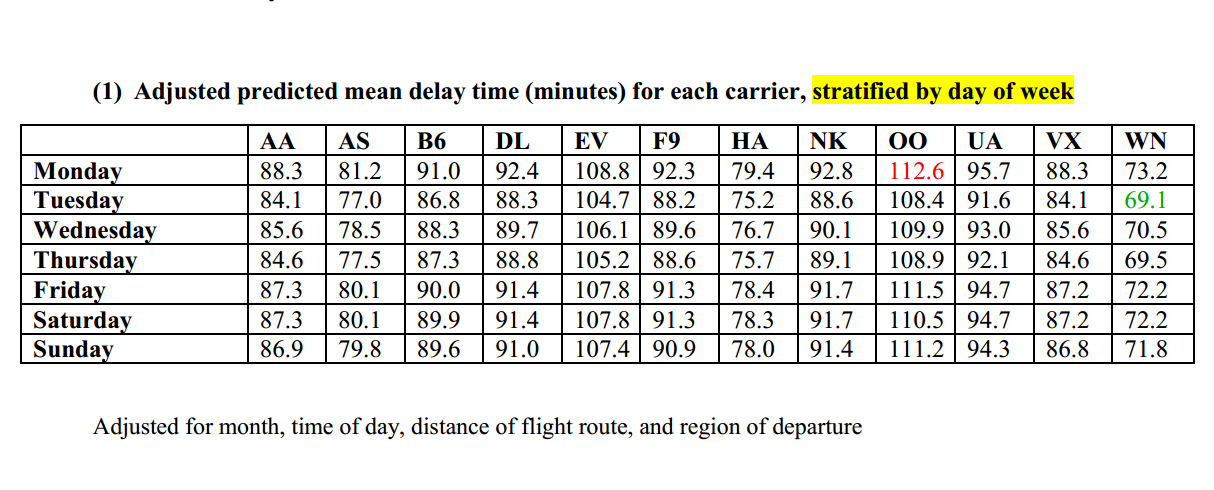 (1) Adjusted predicted mean delay time (minutes) for each carrier, stratified by day of week
AA AS B6 DL EV F9 HA NK OO UA VX WN
Monday 88.3 81.2 91.0 92.4 108.8 92.3 79.4 92.8 112.6 95.7 88.3 73.2
Tuesday 84.1 77.0 86.8 88.3 104.7 88.2 75.2 88.6 108.4 91.6 84.1 69.1
Wednesday 85.6 78.5 88.3 89.7 106.1 89.6 76.7 90.1 109.9 93.0 85.6 70.5
Thursday 84.6 77.5 87.3 88.8 105.2 88.6 75.7 89.1 108.9 92.1 84.6 69.5
Friday 87.3 80.1 90.0 91.4 107.8 91.3 78.4 91.7 111.5 94.7 87.2 72.2
Saturday 87.3 80.1 89.9 91.4 107.8 91.3 78.3 91.7 110.5 94.7 87.2 72.2
Sunday 86.9 79.8 89.6 91.0 107.4 90.9 78.0 91.4 111.2 94.3 86.8 71.8
Adjusted for month, time of day, distance of flight route, and region of departure